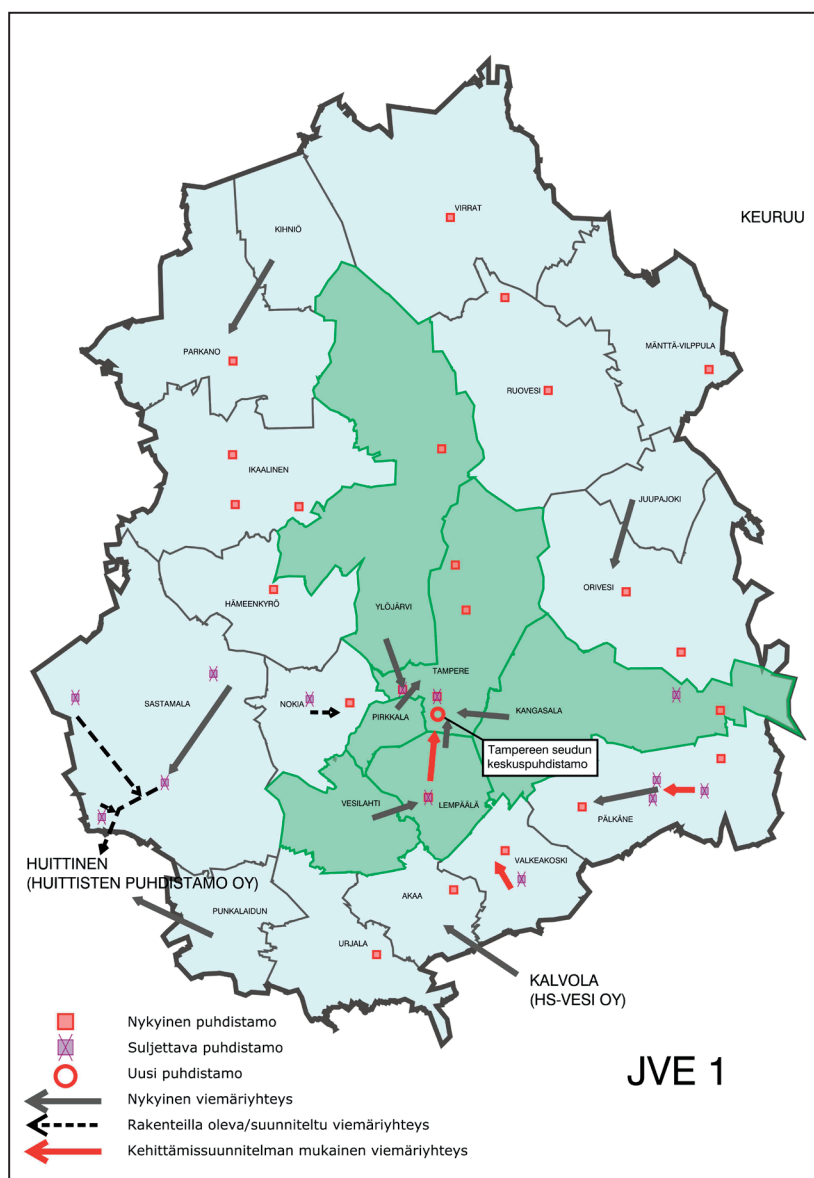 VIRRAT
KEURUU
KIHNIÖ
MÄNTTÄ-VILPPULA
PARKANO
RUOVESI
IKAALINEN
JUUPAJOKI
ORIVESI
HÄMEENKYRÖ
YLÖJÄRVI
TAMPERE
SASTAMALA
NOKIA
PIRKKALA
KANGASALA
Tampereen seudun
keskuspuhdistamo
VESILAHTI
LEMPÄÄLÄ
PÄLKÄNE
HUITTINEN
(HUITTISTEN PUHDISTAMO OY)
VALKEAKOSKI
AKAA
PUNKALAIDUN
URJALA
KALVOLA
(HS-VESI OY)
JVE 1
Nykyinen puhdistamo
Suljettava puhdistamo
Uusi puhdistamo
Nykyinen viemäriyhteys
Rakenteilla oleva/suunniteltu viemäriyhteys
Kehittämissuunnitelman mukainen viemäriyhteys